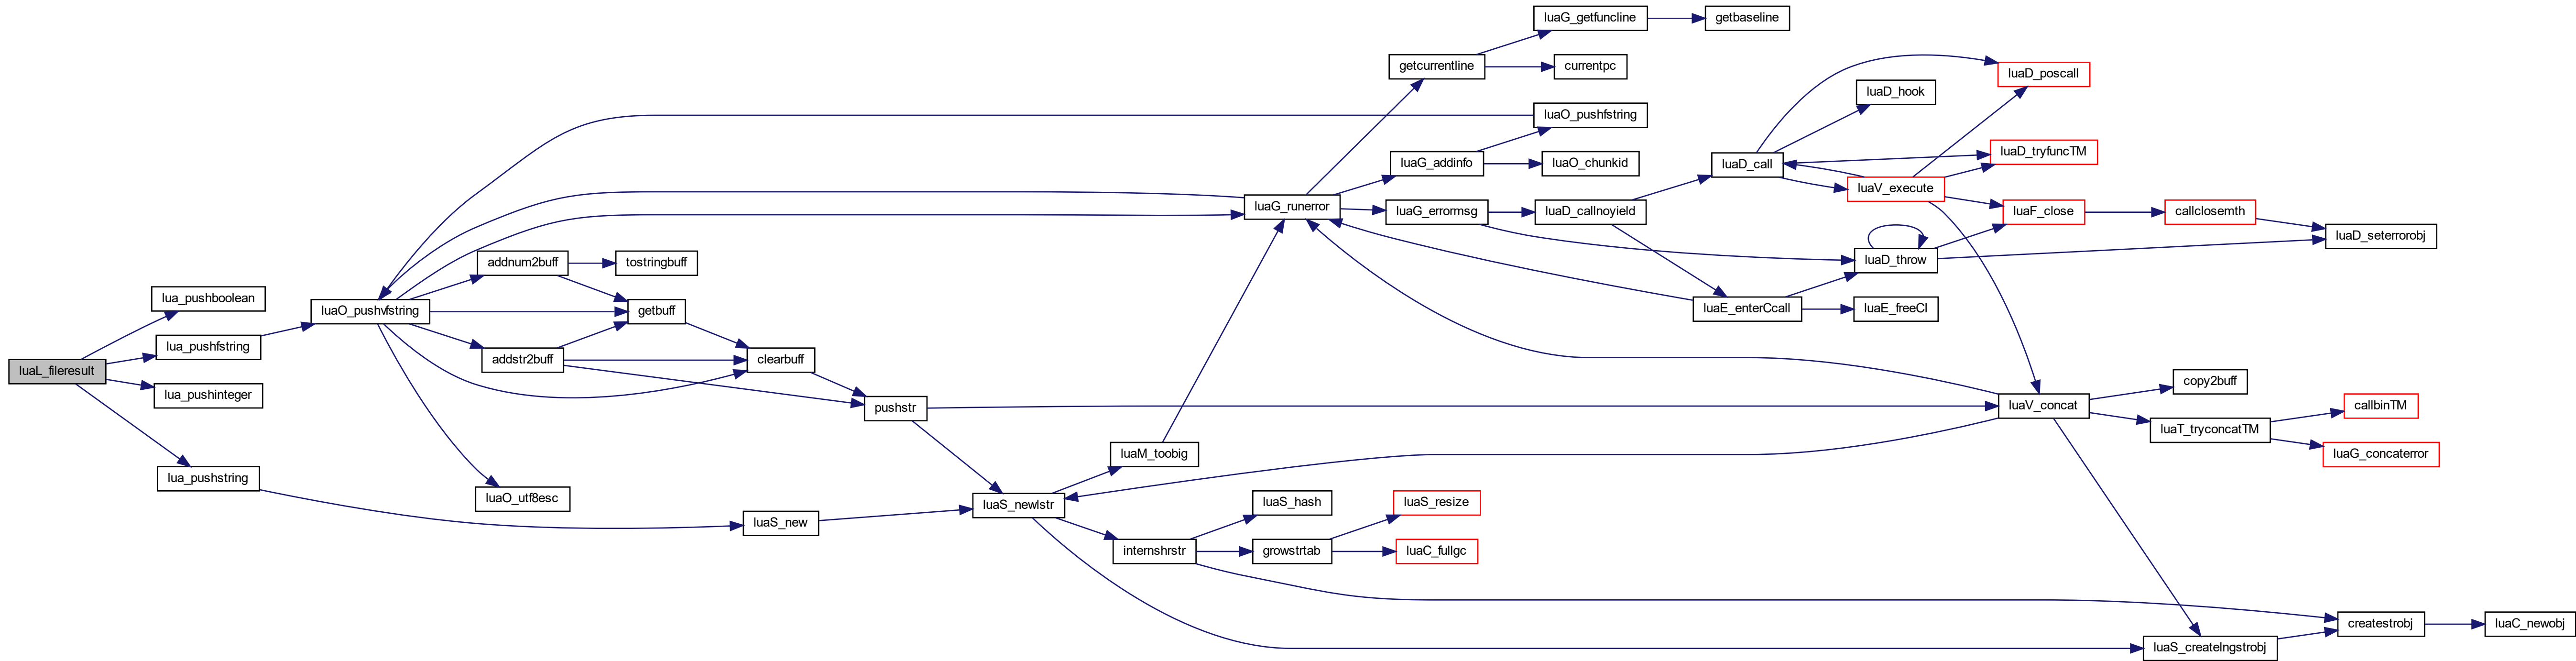 luaL_fileresult
lua_pushboolean
lua_pushfstring
lua_pushinteger
lua_pushstring
luaO_pushvfstring
addnum2buff
tostringbuff
getbuff
addstr2buff
clearbuff
pushstr
luaO_utf8esc
luaS_new
luaS_newlstr
luaM_toobig
internshrstr
luaS_hash
growstrtab
luaS_resize
luaC_fullgc
luaG_runerror
getcurrentline
luaG_getfuncline
getbaseline
currentpc
luaG_addinfo
luaO_pushfstring
luaO_chunkid
luaG_errormsg
luaD_callnoyield
luaD_call
luaE_enterCcall
luaD_poscall
luaD_hook
luaD_tryfuncTM
luaV_execute
luaF_close
callclosemth
luaD_seterrorobj
luaD_throw
luaE_freeCI
luaV_concat
copy2buff
luaT_tryconcatTM
callbinTM
luaG_concaterror
luaS_createlngstrobj
createstrobj
luaC_newobj